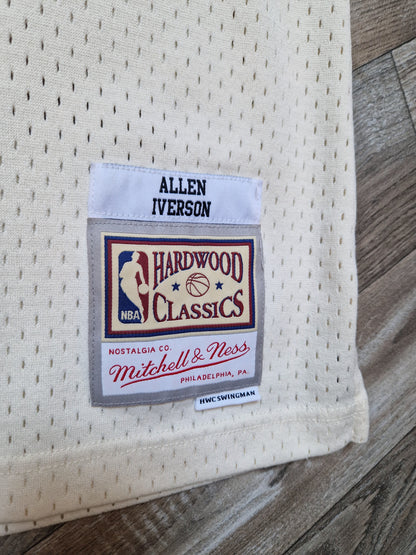 ALLEN
IVERSON
NBA
HARDWOOD
CLASSICS
NOSTALGIA CO.
Mitchell & Ness
PHILADELPHIA, PA.
HWC SWINGMAN